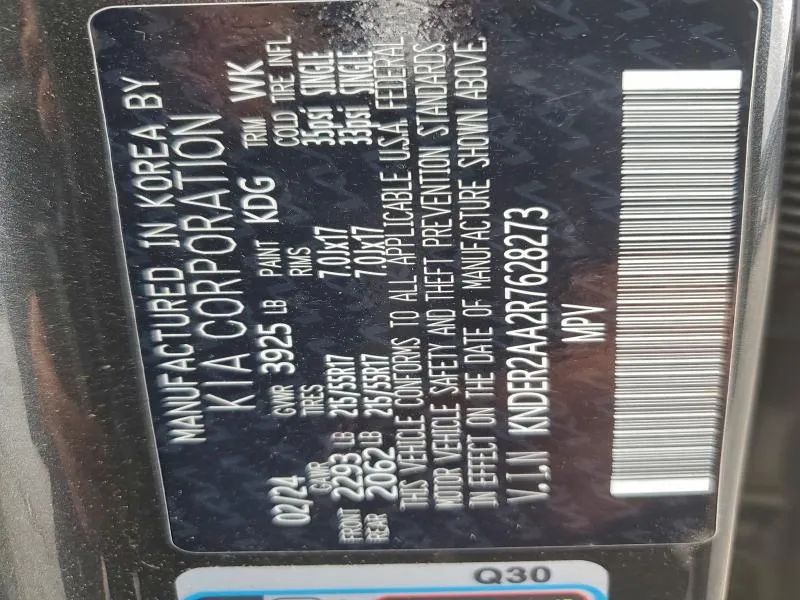 MANUFACTURED IN KOREA BY
KIA CORPORATION
02/24 GVWR 3925 LB PAINT KDG TRIM WK
GAWR TIRES RMS COLD TIRE INFL
FRONT 2293 LB 215/55R17 7.0JX17 35psi, SINGLE
REAR 2062 LB 215/55R17 7.0JX17 33psi, SINGLE
THIS VEHICLE CONFORMS TO ALL APPLICABLE U.S.A. FEDERAL
MOTOR VEHICLE SAFETY AND THEFT PREVENTION STANDARDS
IN EFFECT ON THE DATE OF MANUFACTURE SHOWN ABOVE.
V.I.N KNDER2AA2R7628273
MPV
Q30